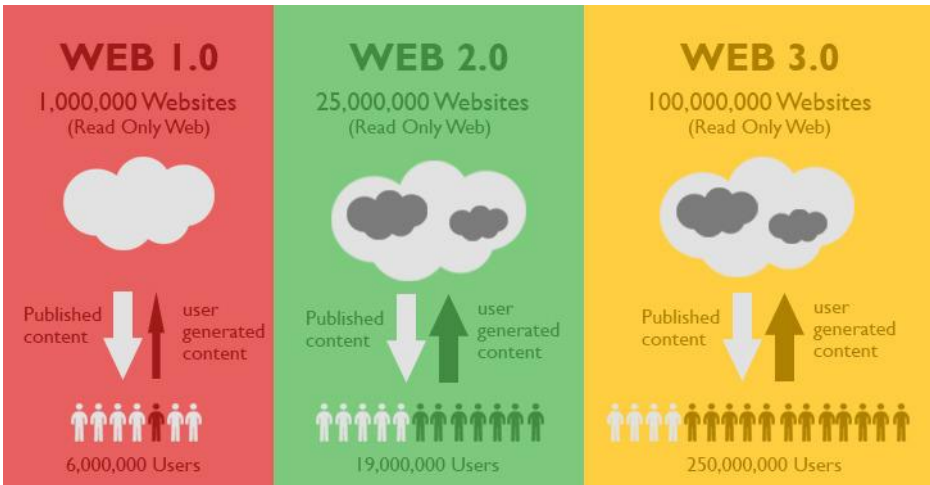 WEB 1.0
1,000,000 Websites
(Read Only Web)
Published
content
user
generated
content
6,000,000 Users
WEB 2.0
25,000,000 Websites
(Read Only Web)
Published
content
user
generated
content
19,000,000 Users
WEB 3.0
100,000,000 Websites
(Read Only Web)
Published
content
user
generated
content
250,000,000 Users